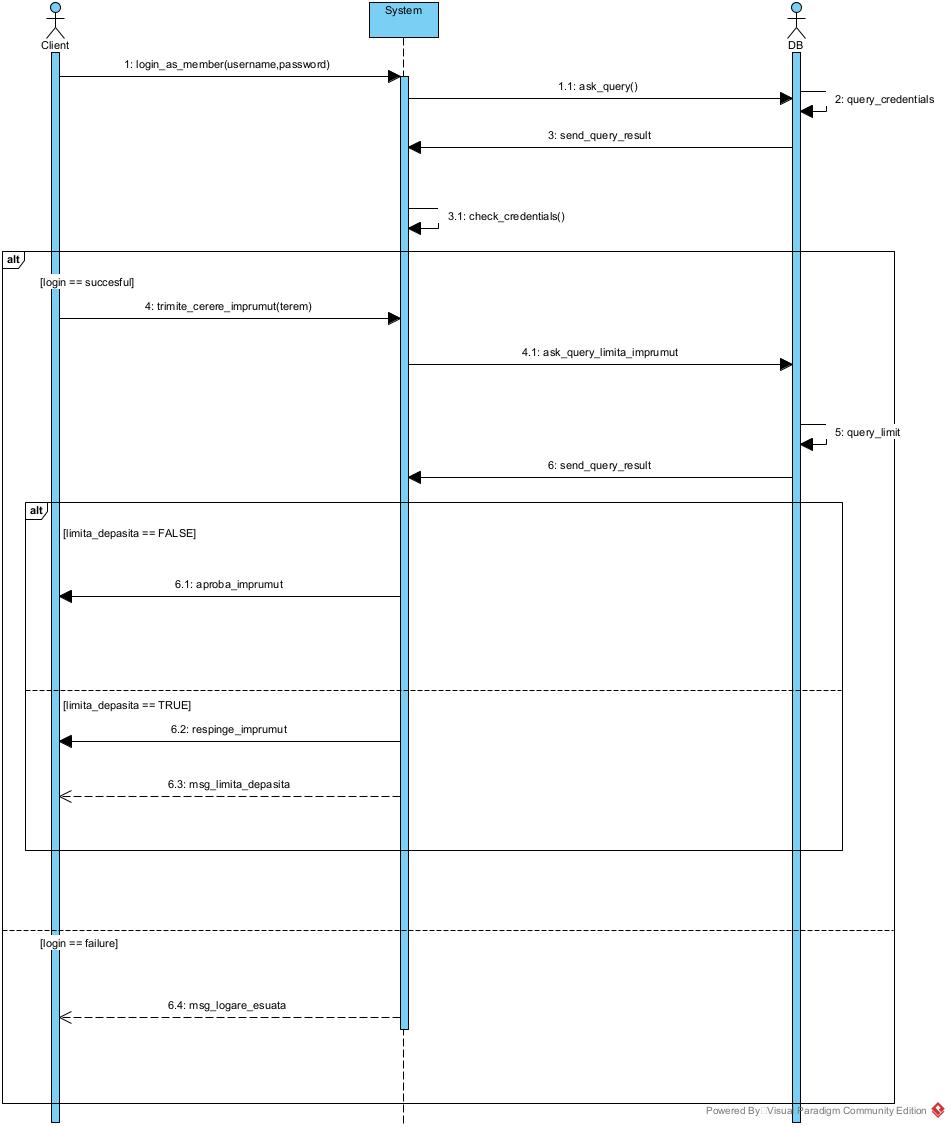 System
Client
DB
1: login_as_member(username,password)
1.1: ask_query()
2: query_credentials
3: send_query_result
3.1: check_credentials()
alt
[login == succesful]
4: trimite_cerere_imprumut(terem)
4.1: ask_query_limita_imprumut
5: query_limit
6: send_query_result
alt
[limita_depasita == FALSE]
6.1: aproba_imprumut
[limita_depasita == TRUE]
6.2: respinge_imprumut
6.3: msg_limita_depasita
[login == failure]
6.4: msg_logare_esuata
Powered By Visual Paradigm Community Edition